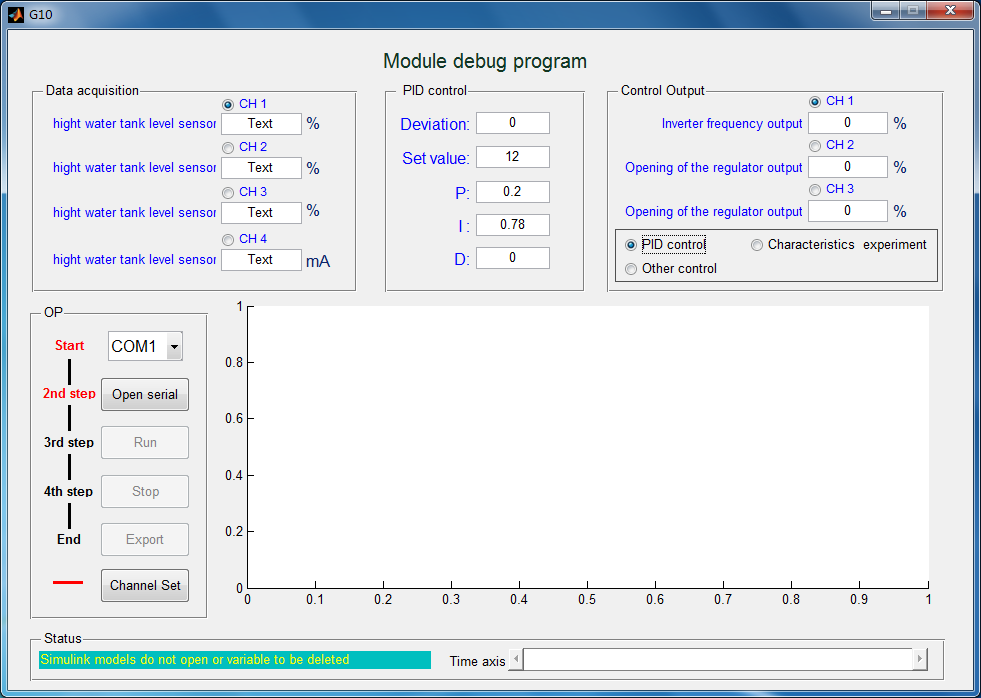 G10
Module debug program
Data acquisition
CH 1
hight water tank level sensor Text %
CH 2
hight water tank level sensor Text %
CH 3
hight water tank level sensor Text %
CH 4
hight water tank level sensor Text mA
PID control
Deviation: 0
Set value: 12
P: 0.2
I : 0.78
D: 0
Control Output
CH 1
Inverter frequency output 0 %
CH 2
Opening of the regulator output 0 %
CH 3
Opening of the regulator output 0 %
PID control Characteristics experiment
Other control
OP
Start COM1
2nd step Open serial
3rd step Run
4th step Stop
End Export
Channel Set
1
0.8
0.6
0.4
0.2
0
0 0.1 0.2 0.3 0.4 0.5 0.6 0.7 0.8 0.9 1
Status
Simulink models do not open or variable to be deleted
Time axis